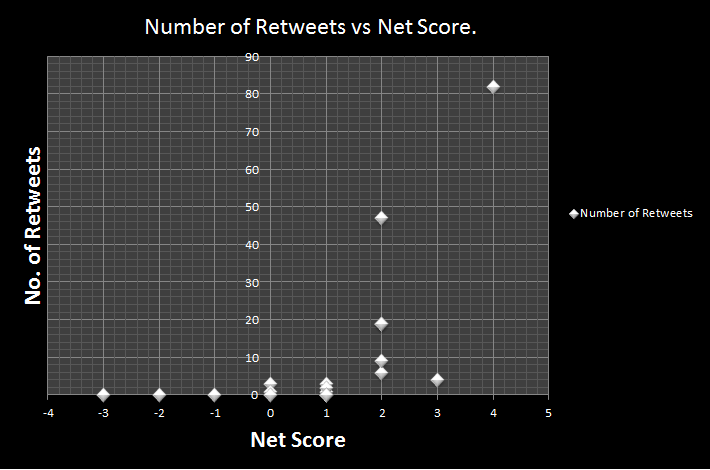 Number of Retweets vs Net Score.
90
80
70
60
50
40
30
20
10
0
No. of Retweets
-4 -3 -2 -1 0 1 2 3 4 5
Net Score
Number of Retweets